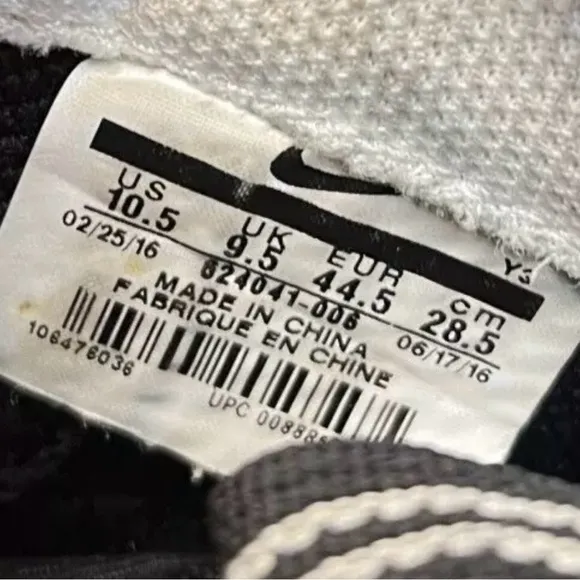 Y3
US UK EUR cm
10.5 9.5 44.5 28.5
02/25/16 624041-006 06/17/16
MADE IN CHINA
FABRIQUE EN CHINE
106476036
UPC 00888